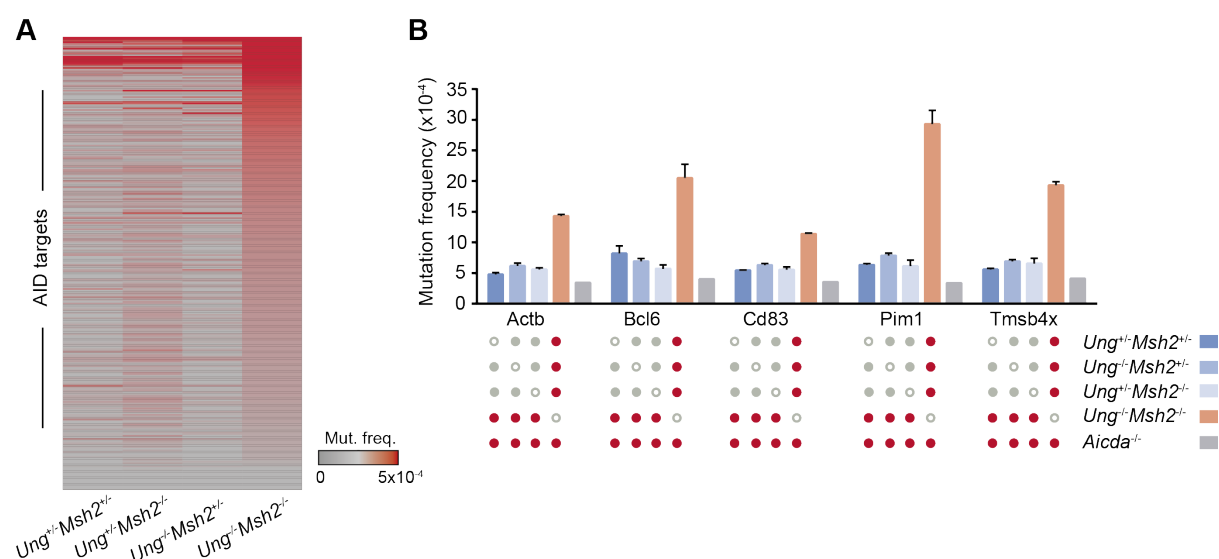 A
AID targets
Mut. freq.
0 5x10⁻⁴
Ung⁺/⁻Msh2⁺/⁻
Ung⁺/⁻Msh2⁻/⁻
Ung⁻/⁻Msh2⁺/⁻
Ung⁻/⁻Msh2⁻/⁻
B
Mutation frequency (x10⁻⁴)
35
30
25
20
15
10
5
0
Actb Bcl6 Cd83 Pim1 Tmsb4x
Ung⁺/⁻Msh2⁺/⁻
Ung⁻/⁻Msh2⁺/⁻
Ung⁺/⁻Msh2⁻/⁻
Ung⁻/⁻Msh2⁻/⁻
Aicda⁻/⁻